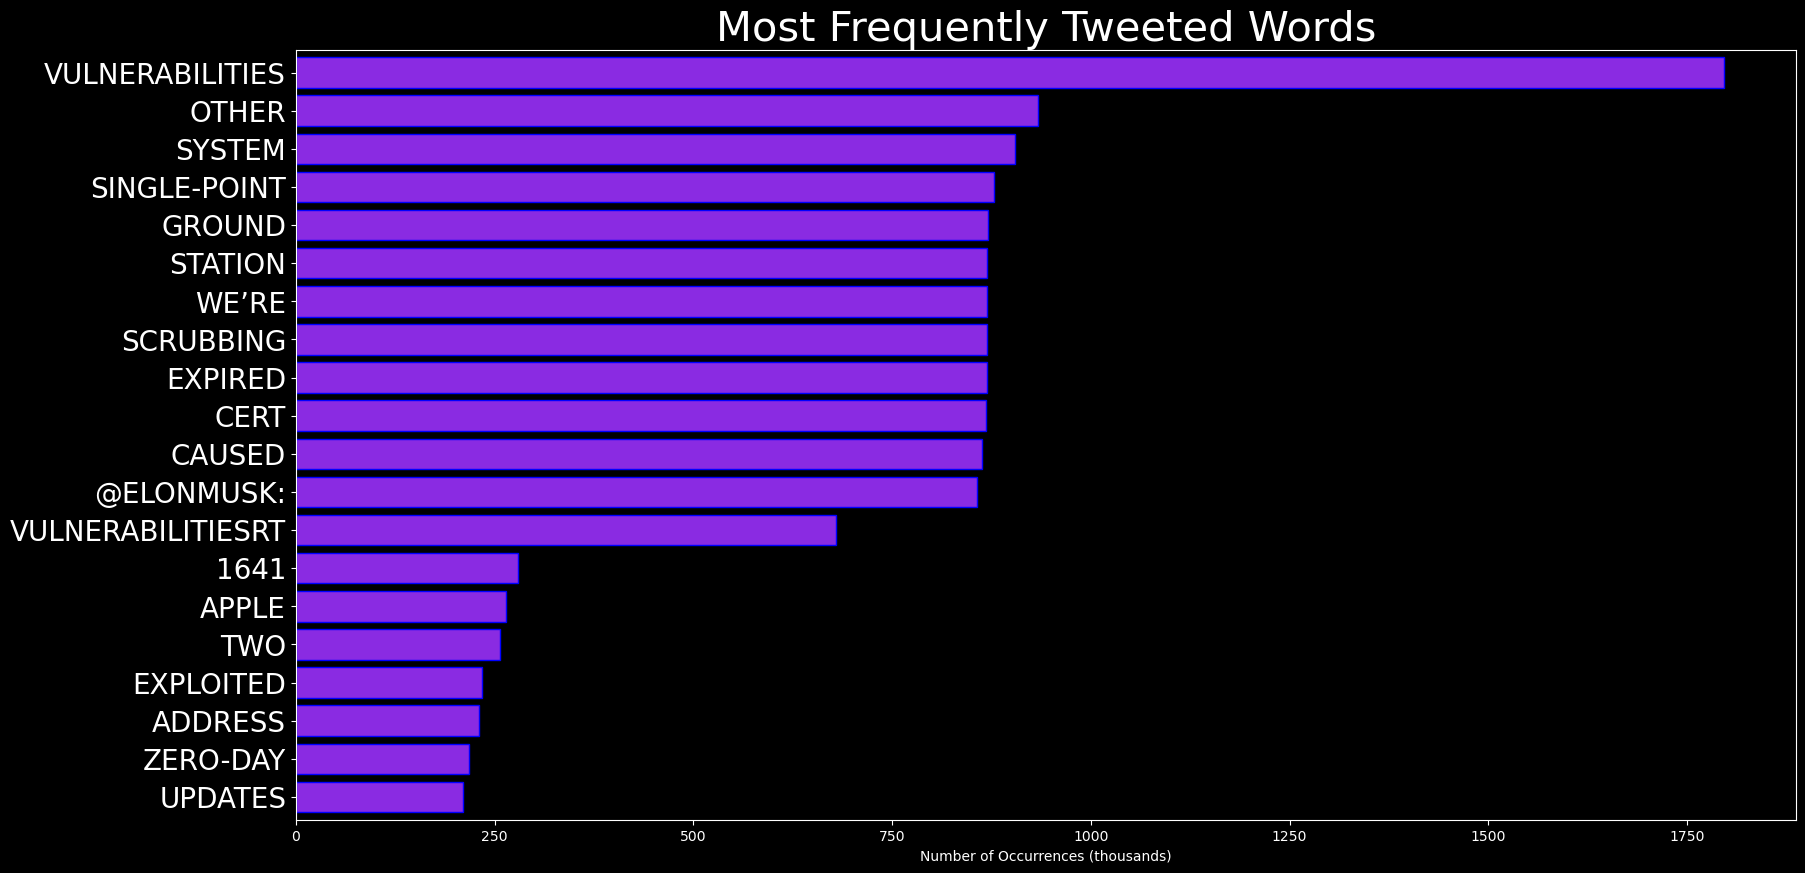 Most Frequently Tweeted Words
VULNERABILITIES
OTHER
SYSTEM
SINGLE-POINT
GROUND
STATION
WE’RE
SCRUBBING
EXPIRED
CERT
CAUSED
@ELONMUSK:
VULNERABILITIESRT
1641
APPLE
TWO
EXPLOITED
ADDRESS
ZERO-DAY
UPDATES
0 250 500 750 1000 1250 1500 1750
Number of Occurrences (thousands)